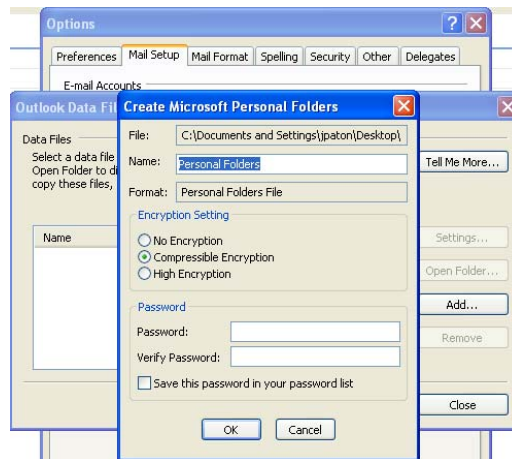 Options
Preferences Mail Setup Mail Format Spelling Security Other Delegates
E-mail Accounts
Outlook Data Fil
Create Microsoft Personal Folders
Data Files
Select a data file
Open Folder to di
copy these files,
Tell Me More...
Name
Settings...
Open Folder...
Add...
Remove
Close
File: C:\Documents and Settings\jpaton\Desktop\
Name: Personal Folders
Format: Personal Folders File
Encryption Setting
No Encryption
Compressible Encryption
High Encryption
Password
Password:
Verify Password:
Save this password in your password list
OK Cancel